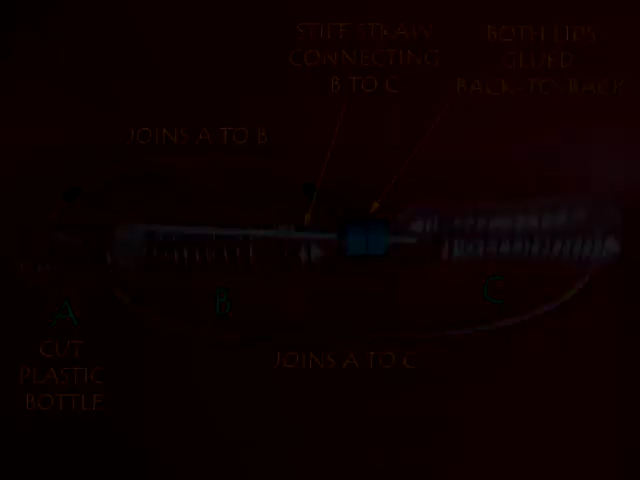 STIFF STRAW
CONNECTING
B TO C
BOTH LIDS
GLUED
BACK-TO-BACK
JOINS A TO B
A
B
C
CUT
PLASTIC
BOTTLE
JOINS A TO C